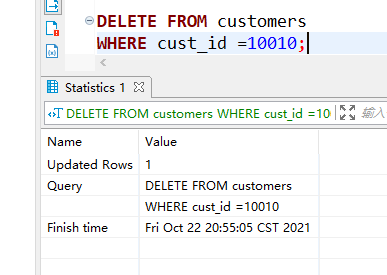 DELETE FROM customers
WHERE cust_id =10010;
Statistics 1
DELETE FROM customers WHERE cust_id =10 输入
Name Value
Updated Rows 1
Query DELETE FROM customers
WHERE cust_id =10010
Finish time Fri Oct 22 20:55:05 CST 2021